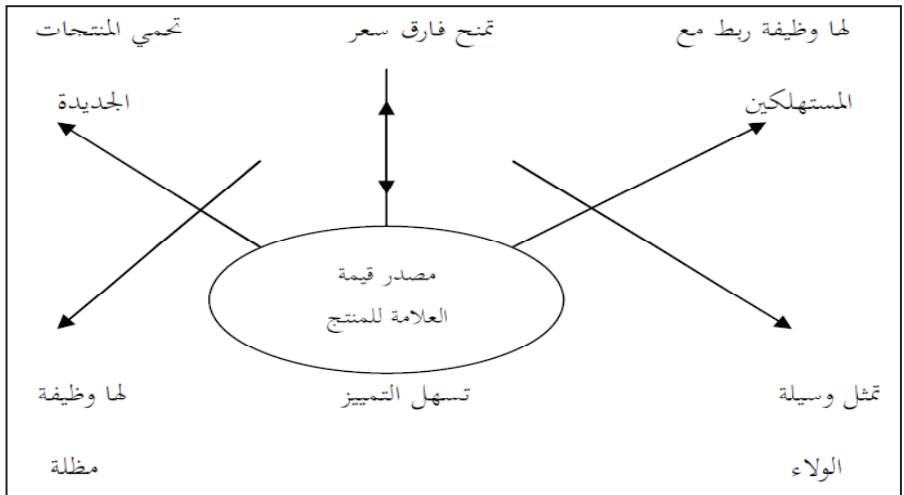 لها وظيفة ربط مع
المستهلكين
تمنح فارق سعر
تحمي المنتجات
الجديدة
مصدر قيمة
العلامة للمنتج
تمثل وسيلة
الولاء
تسهل التمييز
لها وظيفة
مظلة